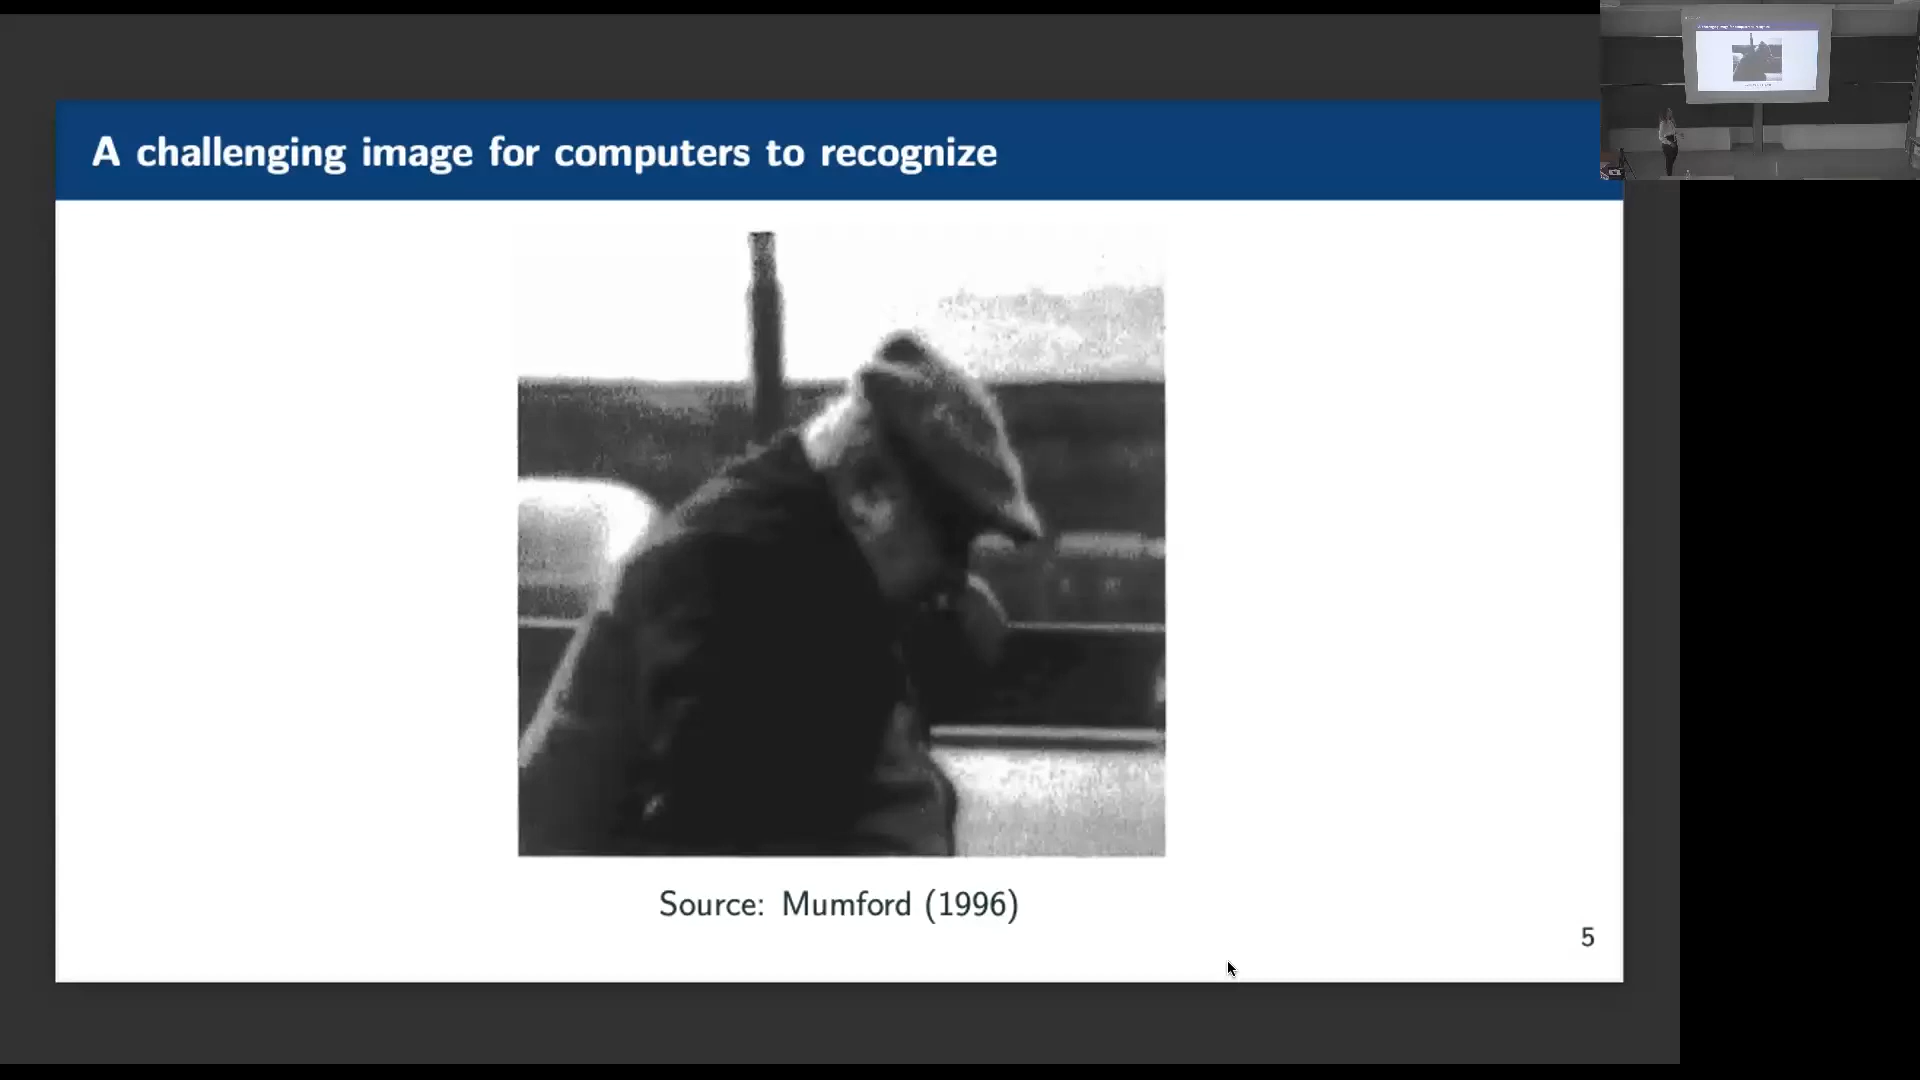 A challenging image for computers to recognize
Source: Mumford (1996)
5